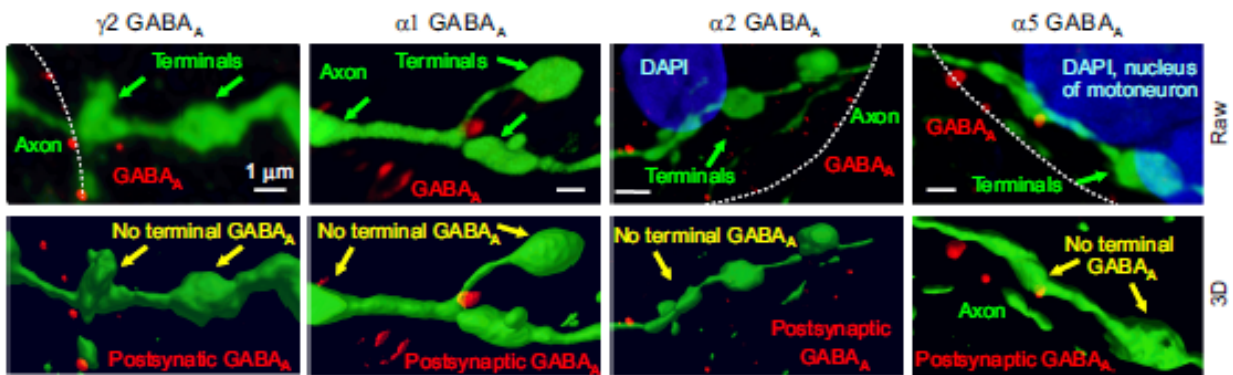 γ2 GABAA
α1 GABAA
α2 GABAA
α5 GABAA
Terminals
Axon
GABAA
1 μm
Axon
Terminals
GABAA
DAPI
Axon
Terminals
GABAA
DAPI, nucleus
of motoneuron
GABAA
Terminals
Raw
No terminal GABAA
Postsynatic GABAA
No terminal GABAA
Postsynaptic GABAA
No terminal GABAA
Postsynaptic
GABAA
No terminal
GABAA
Axon
Postsynaptic GABAA.
3D